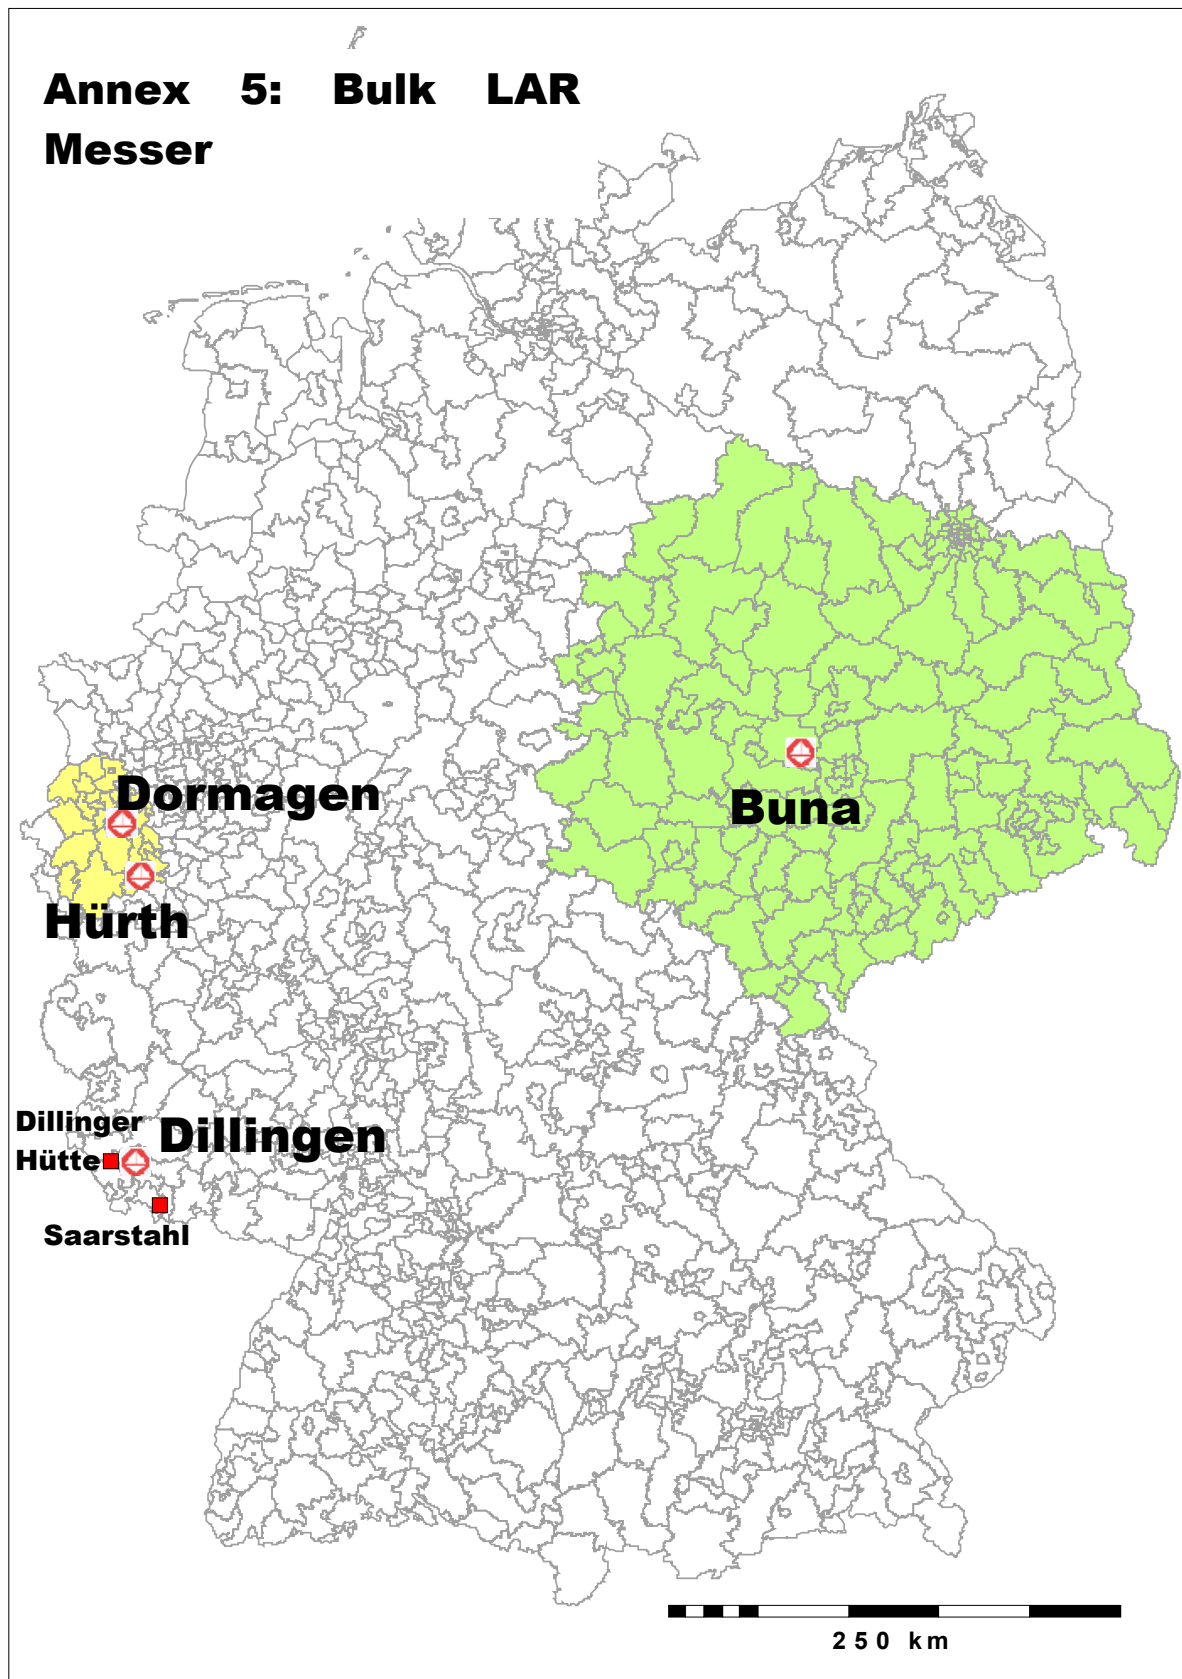 Annex 5: Bulk LAR
Messer
Dormagen
Buna
Hürth
Dillinger
Hütte
Dillingen
Saarstahl
250 km